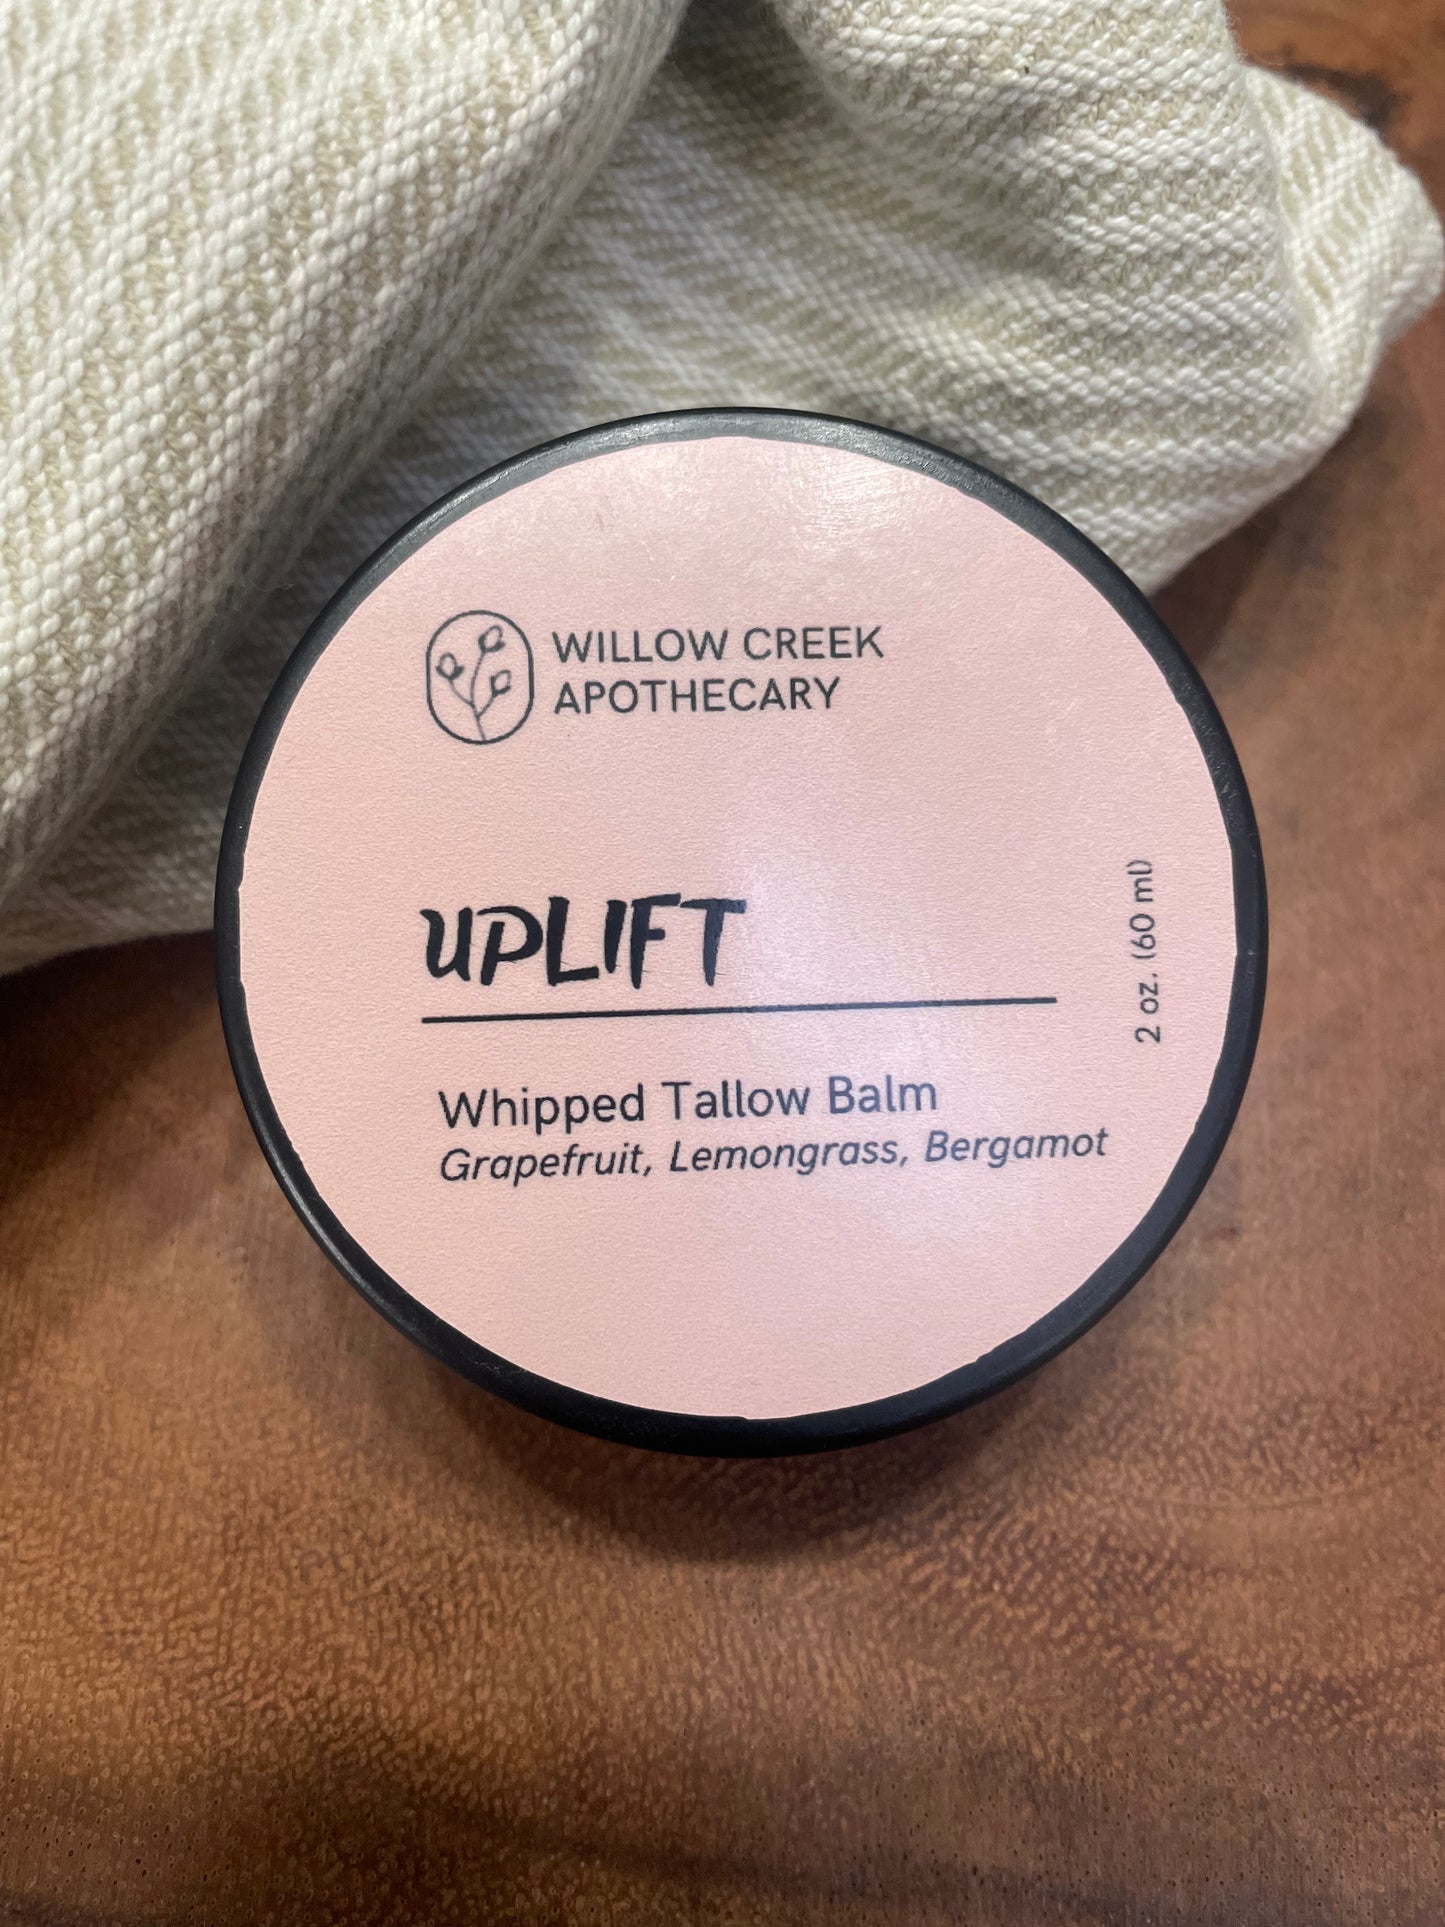 WILLOW CREEK
APOTHECARY
UPLIFT
2 oz. (60 ml)
Whipped Tallow Balm
Grapefruit, Lemongrass, Bergamot